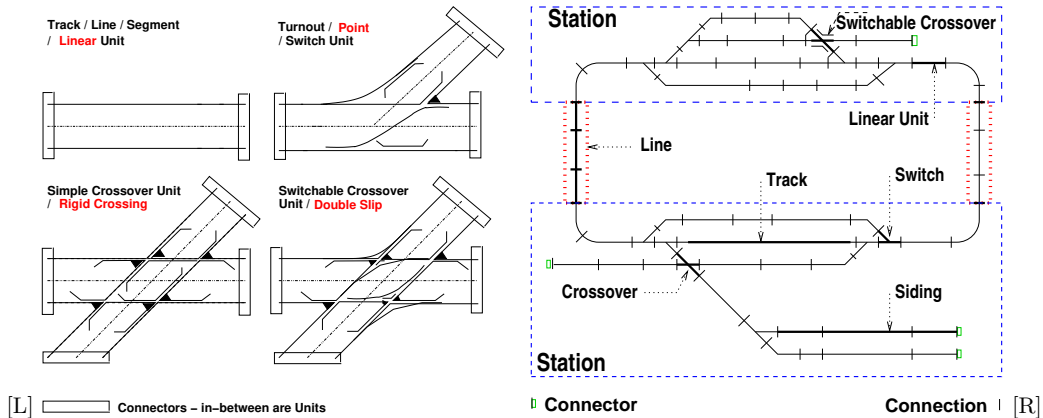 Track / Line / Segment
/ Linear Unit
Turnout / Point
/ Switch Unit
Simple Crossover Unit
/ Rigid Crossing
Switchable Crossover
Unit / Double Slip
[L]
Connectors − in−between are Units
Station
Switchable Crossover
Linear Unit
Line
Track
Switch
Crossover
Siding
Station
Connector
Connection
[R]